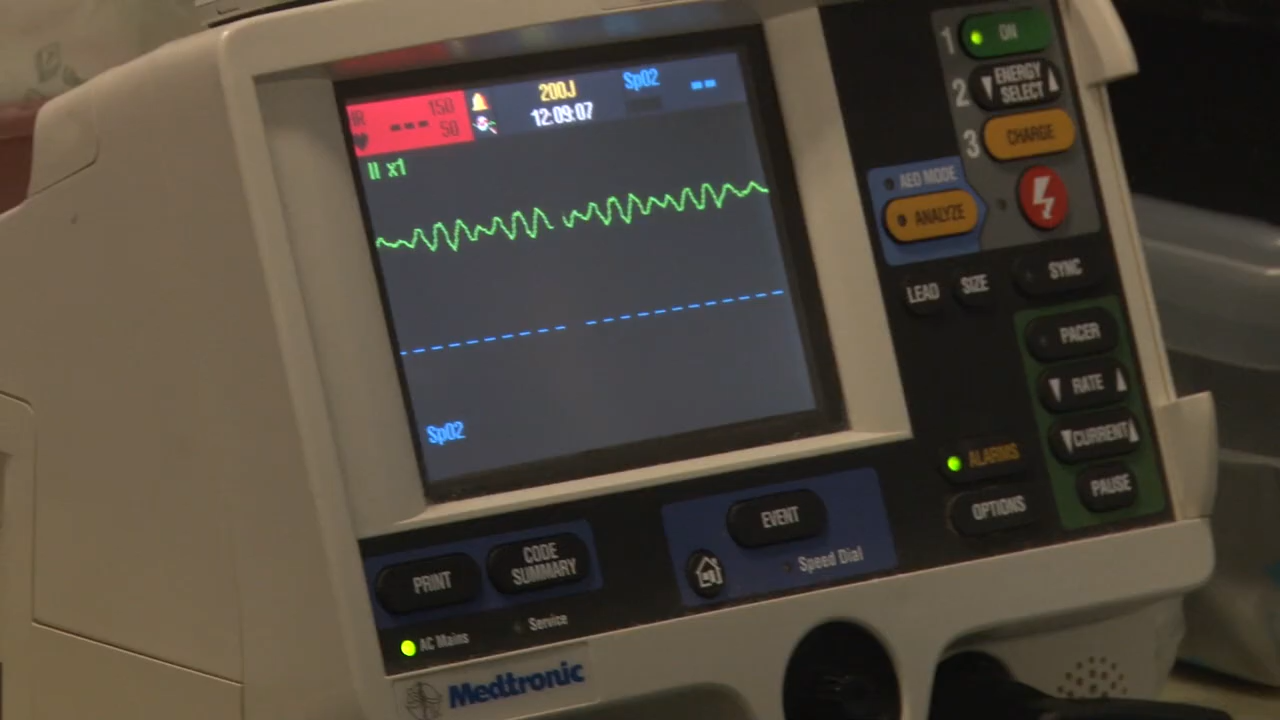 HR 150
--- 50
200J
12:09:07
SpO2
--
II x1
SpO2
1 ON
2 ENERGY SELECT
3 CHARGE
AED MODE
ANALYZE
LEAD SIZE SYNC
PACER
RATE
CURRENT
PAUSE
ALARMS
OPTIONS
EVENT
Speed Dial
PRINT
CODE SUMMARY
AC Mains Service
Medtronic